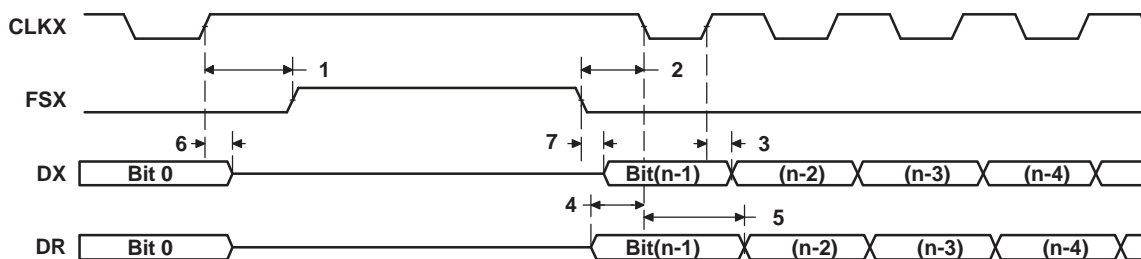 CLKX
1
2
FSX
6
7
3
DX
Bit 0
Bit(n-1)
(n-2)
(n-3)
(n-4)
4
5
DR
Bit 0
Bit(n-1)
(n-2)
(n-3)
(n-4)